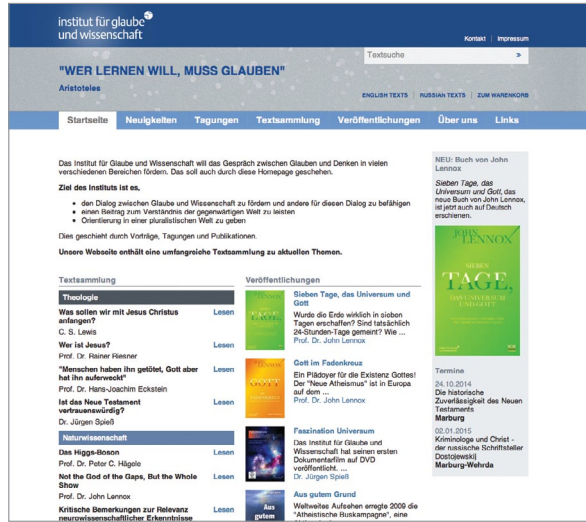 institut für glaube
und wissenschaft
Kontakt | Impressum
Textsuche »
"WER LERNEN WILL, MUSS GLAUBEN"
Aristoteles
ENGLISH TEXTS | RUSSIAN TEXTS | ZUM WARENKORB
Startseite Neuigkeiten Tagungen Textsammlung Veröffentlichungen Über uns Links
Das Institut für Glaube und Wissenschaft will das Gespräch zwischen Glauben und Denken in vielen
verschiedenen Bereichen fördern. Das soll auch durch diese Homepage geschehen.
Ziel des Instituts ist es,
• den Dialog zwischen Glaube und Wissenschaft zu fördern und andere für diesen Dialog zu befähigen
• einen Beitrag zum Verständnis der gegenwärtigen Welt zu leisten
• Orientierung in einer pluralistischen Welt zu geben
Dies geschieht durch Vorträge, Tagungen und Publikationen.
Unsere Webseite enthält eine umfangreiche Textsammlung zu aktuellen Themen.
Textsammlung
Theologie
Was sollen wir mit Jesus Christus Lesen
anfangen?
C. S. Lewis
Wer ist Jesus? Lesen
Prof. Dr. Rainer Riesner
"Menschen haben ihn getötet, Gott aber Lesen
hat ihn auferweckt"
Prof. Dr. Hans-Joachim Eckstein
Ist das Neue Testament Lesen
vertrauenswürdig?
Dr. Jürgen Spieß
Naturwissenschaft
Das Higgs-Boson Lesen
Prof. Dr. Peter C. Hägele
Not the God of the Gaps, But the Whole Lesen
Show
Prof. Dr. John Lennox
Kritische Bemerkungen zur Relevanz Lesen
neurowissenschaftlicher Erkenntnisse
Veröffentlichungen
TAGE,
Sieben Tage, das Universum und
Gott
Wurde die Erde wirklich in sieben
Tagen erschaffen? Sind tatsächlich
24-Stunden-Tage gemeint? Wie ...
Prof. Dr. John Lennox
GOTT
Gott im Fadenkreuz
Ein Plädoyer für die Existenz Gottes!
Der "Neue Atheismus" ist in Europa
auf dem ...
Prof. Dr. John Lennox
Faszination Universum
Das Institut für Glaube und
Wissenschaft hat seinen ersten
Dokumentarfilm auf DVD
veröffentlicht. ...
Dr. Jürgen Spieß
Aus
gutem
Aus gutem Grund
Weltweites Aufsehen erregte 2009 die
"Atheistische Buskampagne", eine
NEU: Buch von John
Lennox
Sieben Tage, das
Universum und Gott, das
neue Buch von John Lennox,
ist jetzt auch auf Deutsch
erschienen.
JOHN
LENNOX
SIEBEN
TAGE,
DAS UNIVERSUM
UND GOTT
Termine
24.10.2014
Die historische
Zuverlässigkeit des Neuen
Testaments
Marburg
02.01.2015
Kriminologe und Christ -
der russische Schriftsteller
Dostojewskij
Marburg-Wehrda